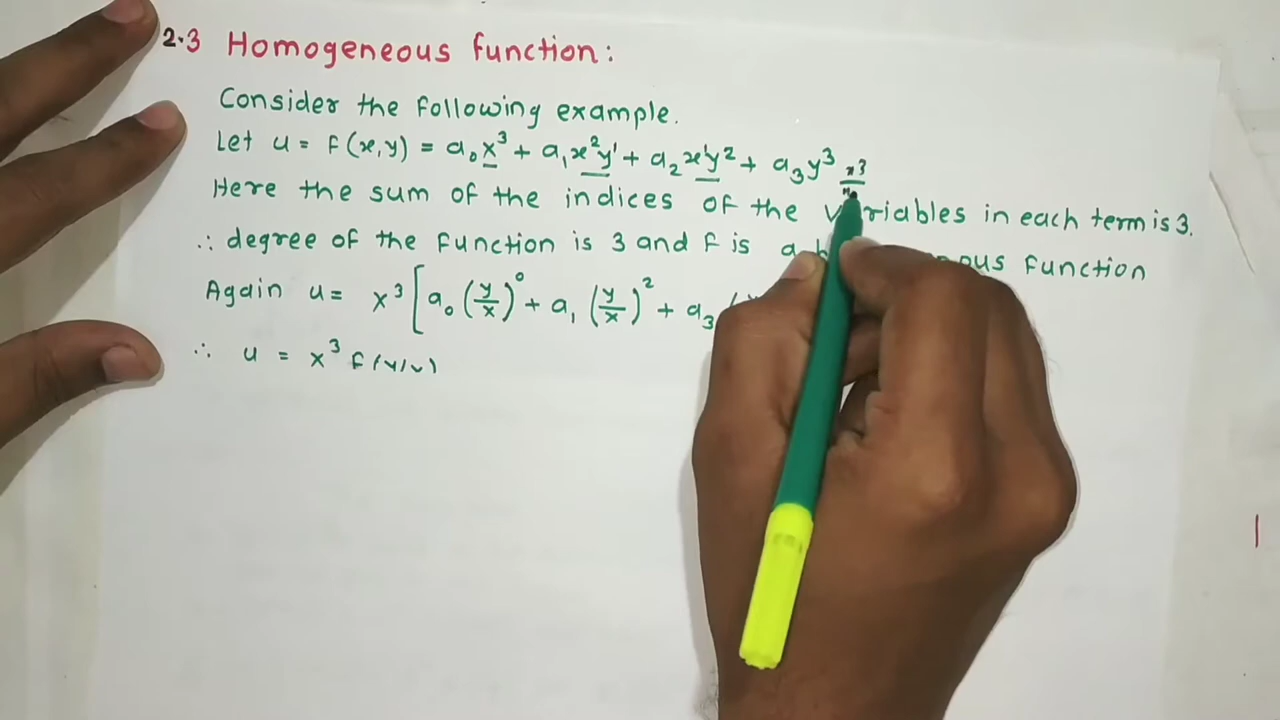 2.3 Homogeneous function:
Consider the following example.
Let u = f(x,y) = a₀x³ + a₁x²y¹ + a₂x¹y² + a₃y³ x³
Here the sum of the indices of the variables in each term is 3.
∴ degree of the function is 3 and f is a function
Again u = x³ [a₀(y/x)⁰ + a₁(y/x)² + a₃
∴ u = x³ f(y/x)